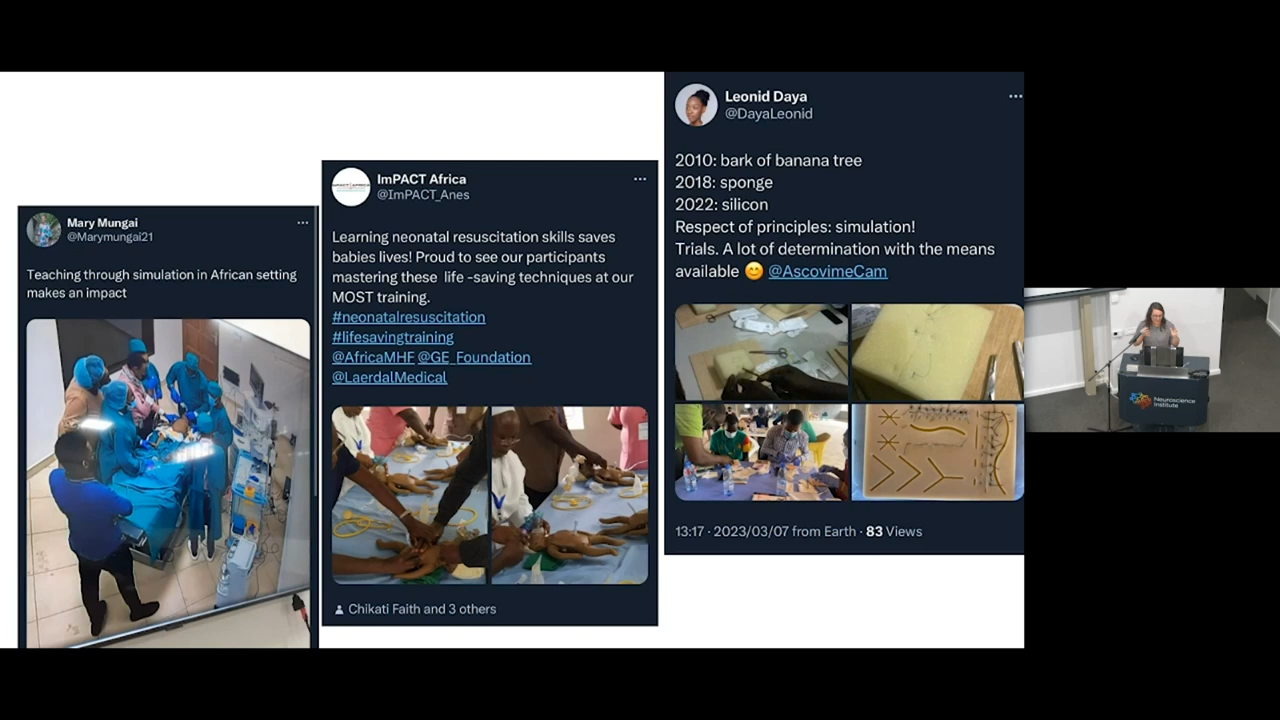 Mary Mungai
@Marymungai21
Teaching through simulation in African setting
makes an impact
ImPACT Africa
@ImPACT_Anes
Learning neonatal resuscitation skills saves
babies lives! Proud to see our participants
mastering these life -saving techniques at our
MOST training.
#neonatalresuscitation
#lifesavingtraining
@AfricaMHF @GE_Foundation
@LaerdalMedical
Chikati Faith and 3 others
Leonid Daya
@DayaLeonid
2010: bark of banana tree
2018: sponge
2022: silicon
Respect of principles: simulation!
Trials. A lot of determination with the means
available 😊 @AscovimeCam
13:17 · 2023/03/07 from Earth · 83 Views
Neuroscience
Institute